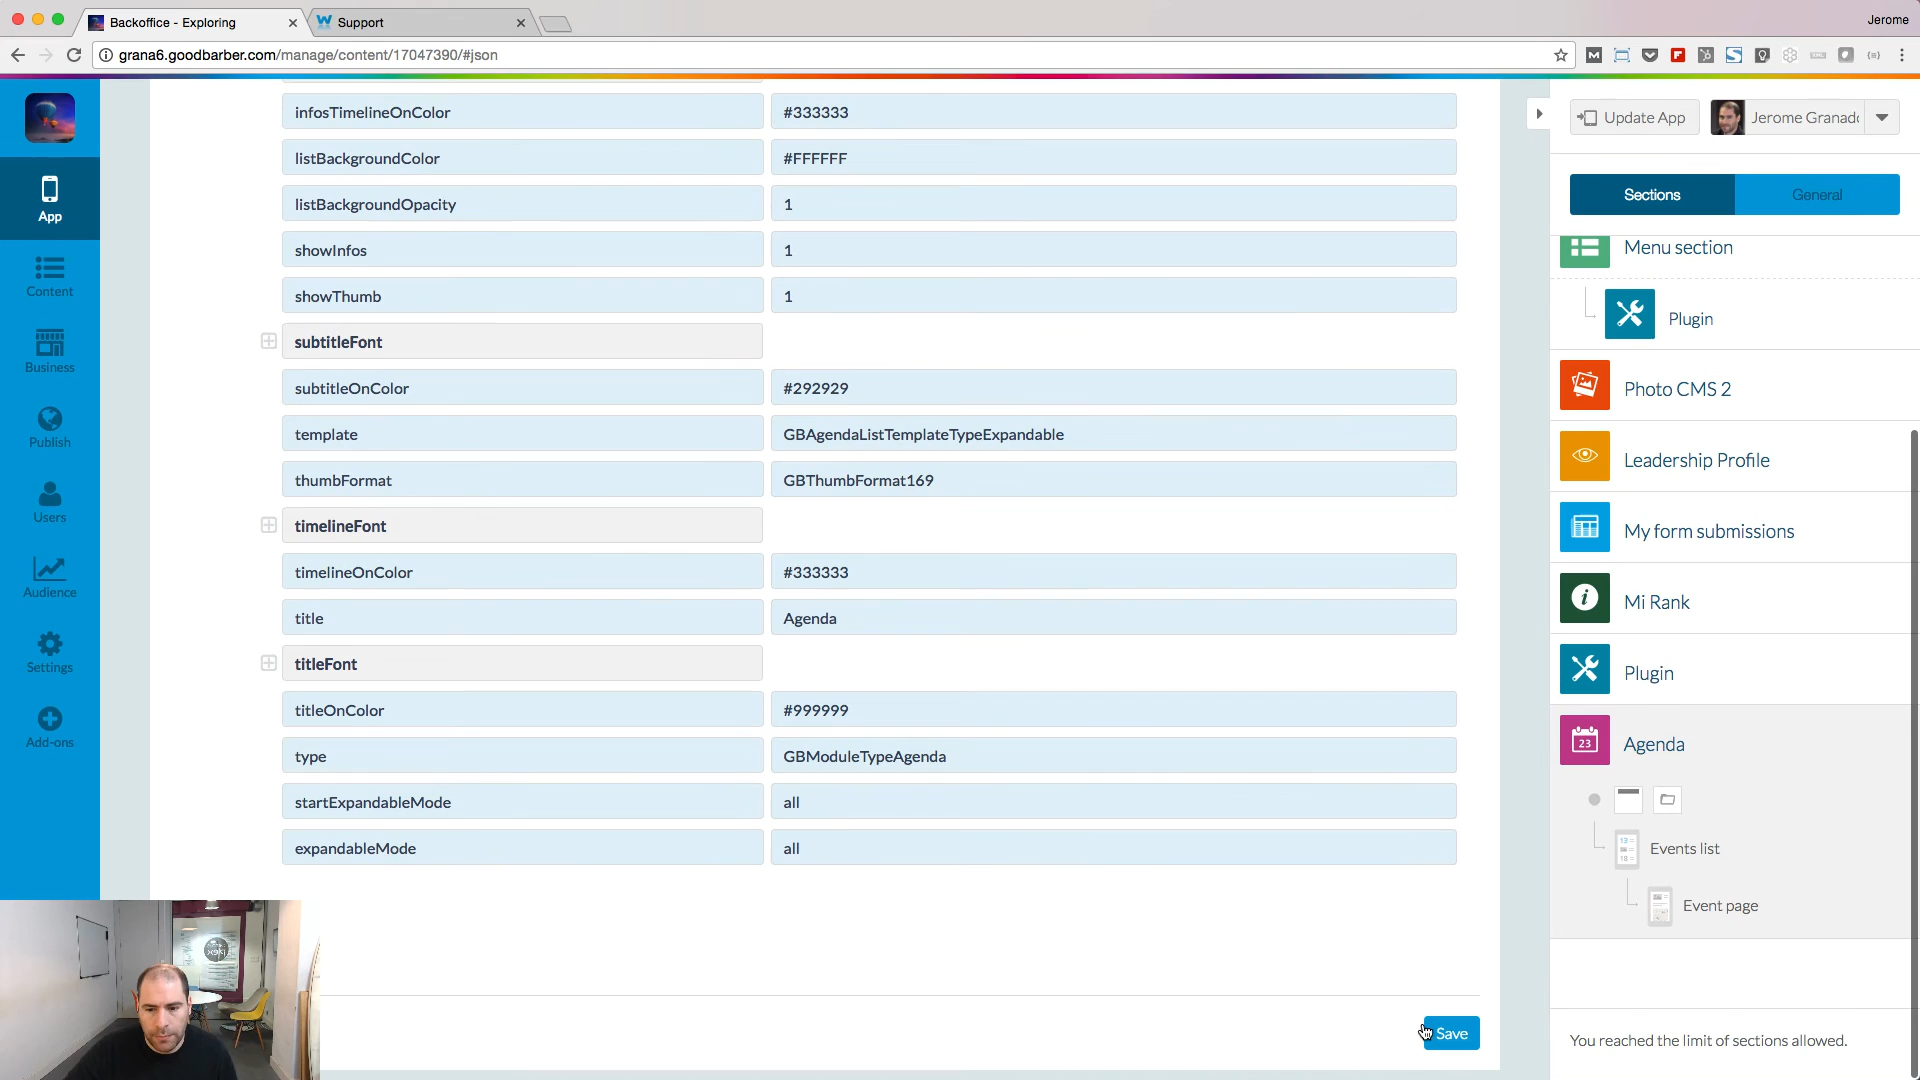 Backoffice - Exploring
Support
Jerome
grana6.goodbarber.com/manage/content/17047390/#json
App
Content
Business
Publish
Users
Audience
Settings
Add-ons
infosTimelineOnColor #333333
listBackgroundColor #FFFFFF
listBackgroundOpacity 1
showInfos 1
showThumb 1
subtitleFont
subtitleOnColor #292929
template GBAgendaListTemplateTypeExpandable
thumbFormat GBThumbFormat169
timelineFont
timelineOnColor #333333
title Agenda
titleFont
titleOnColor #999999
type GBModuleTypeAgenda
startExpandableMode all
expandableMode all
Save
Update App
Jerome Granad
Sections General
Menu section
Plugin
Photo CMS 2
Leadership Profile
My form submissions
Mi Rank
Plugin
23 Agenda
Events list
Event page
You reached the limit of sections allowed.